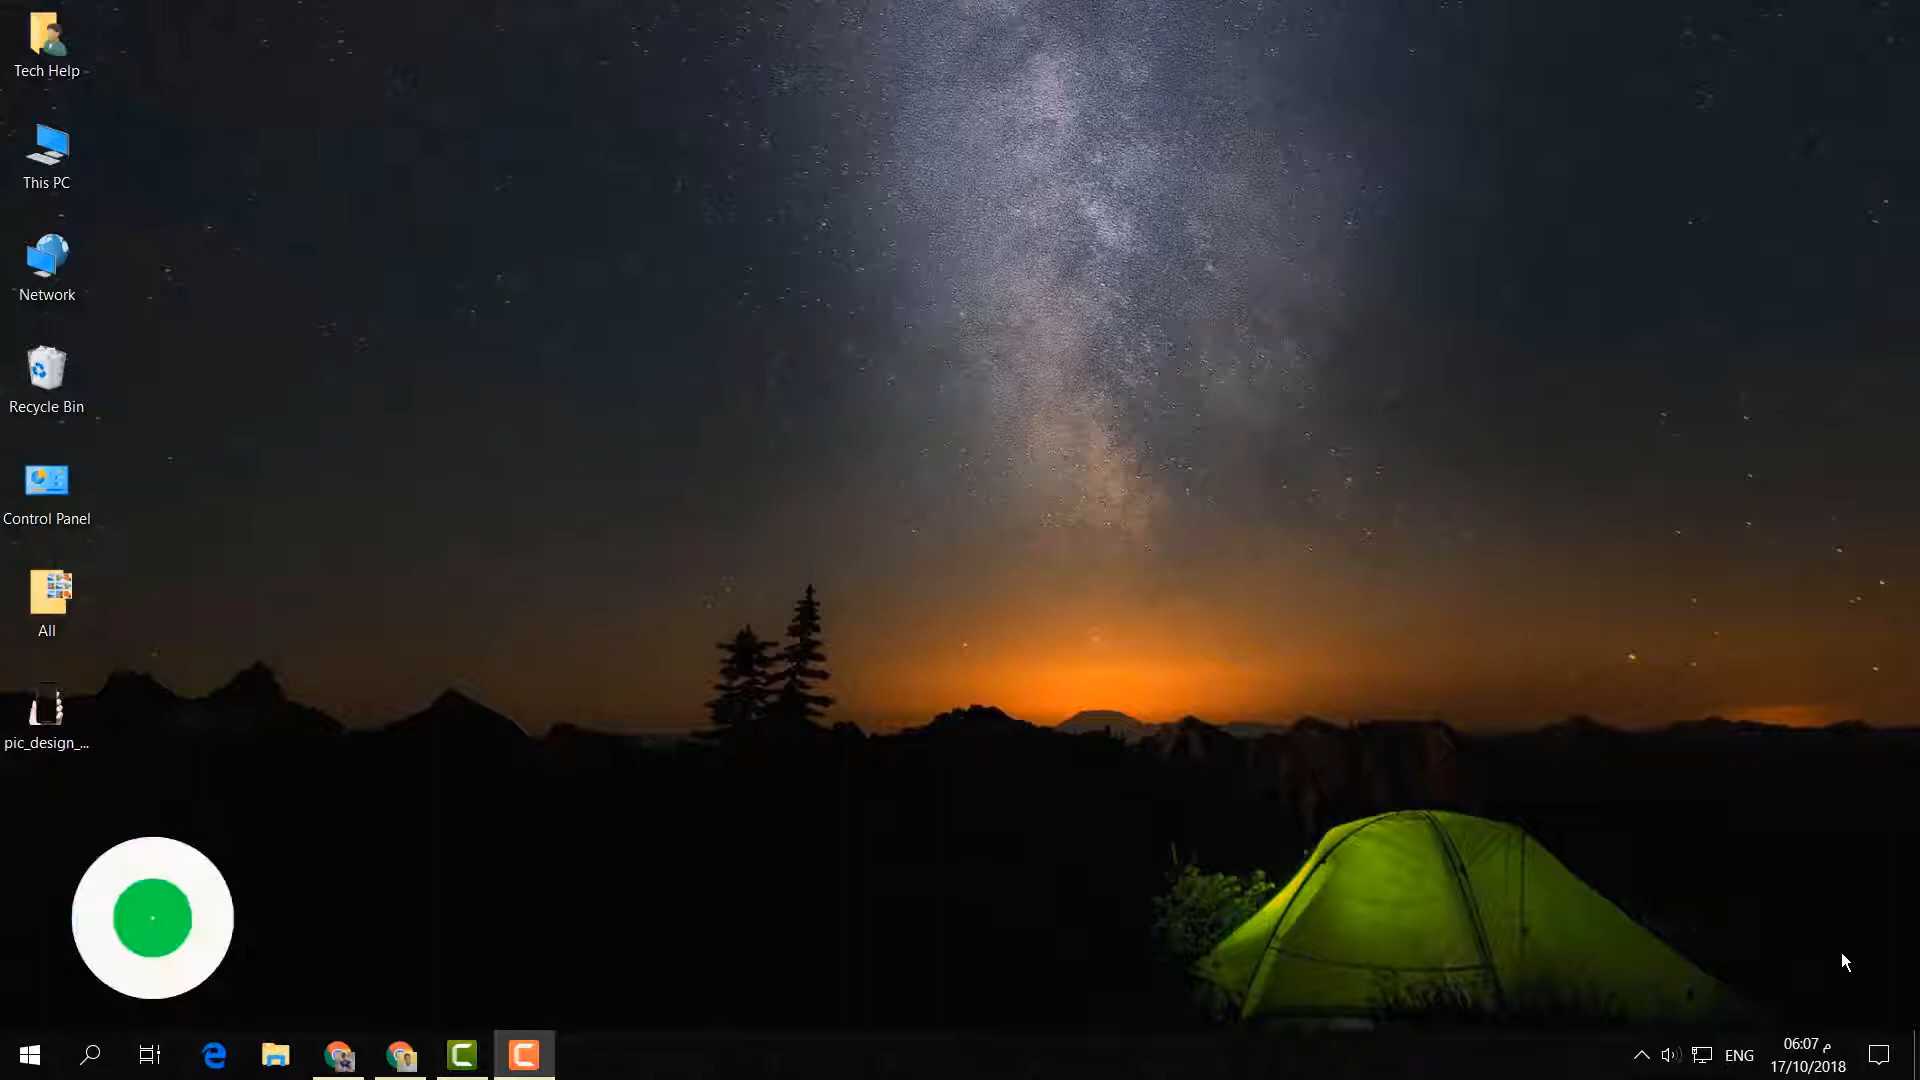 Tech Help
This PC
Network
Recycle Bin
Control Panel
All
pic_design_...
ENG
06:07 م
17/10/2018